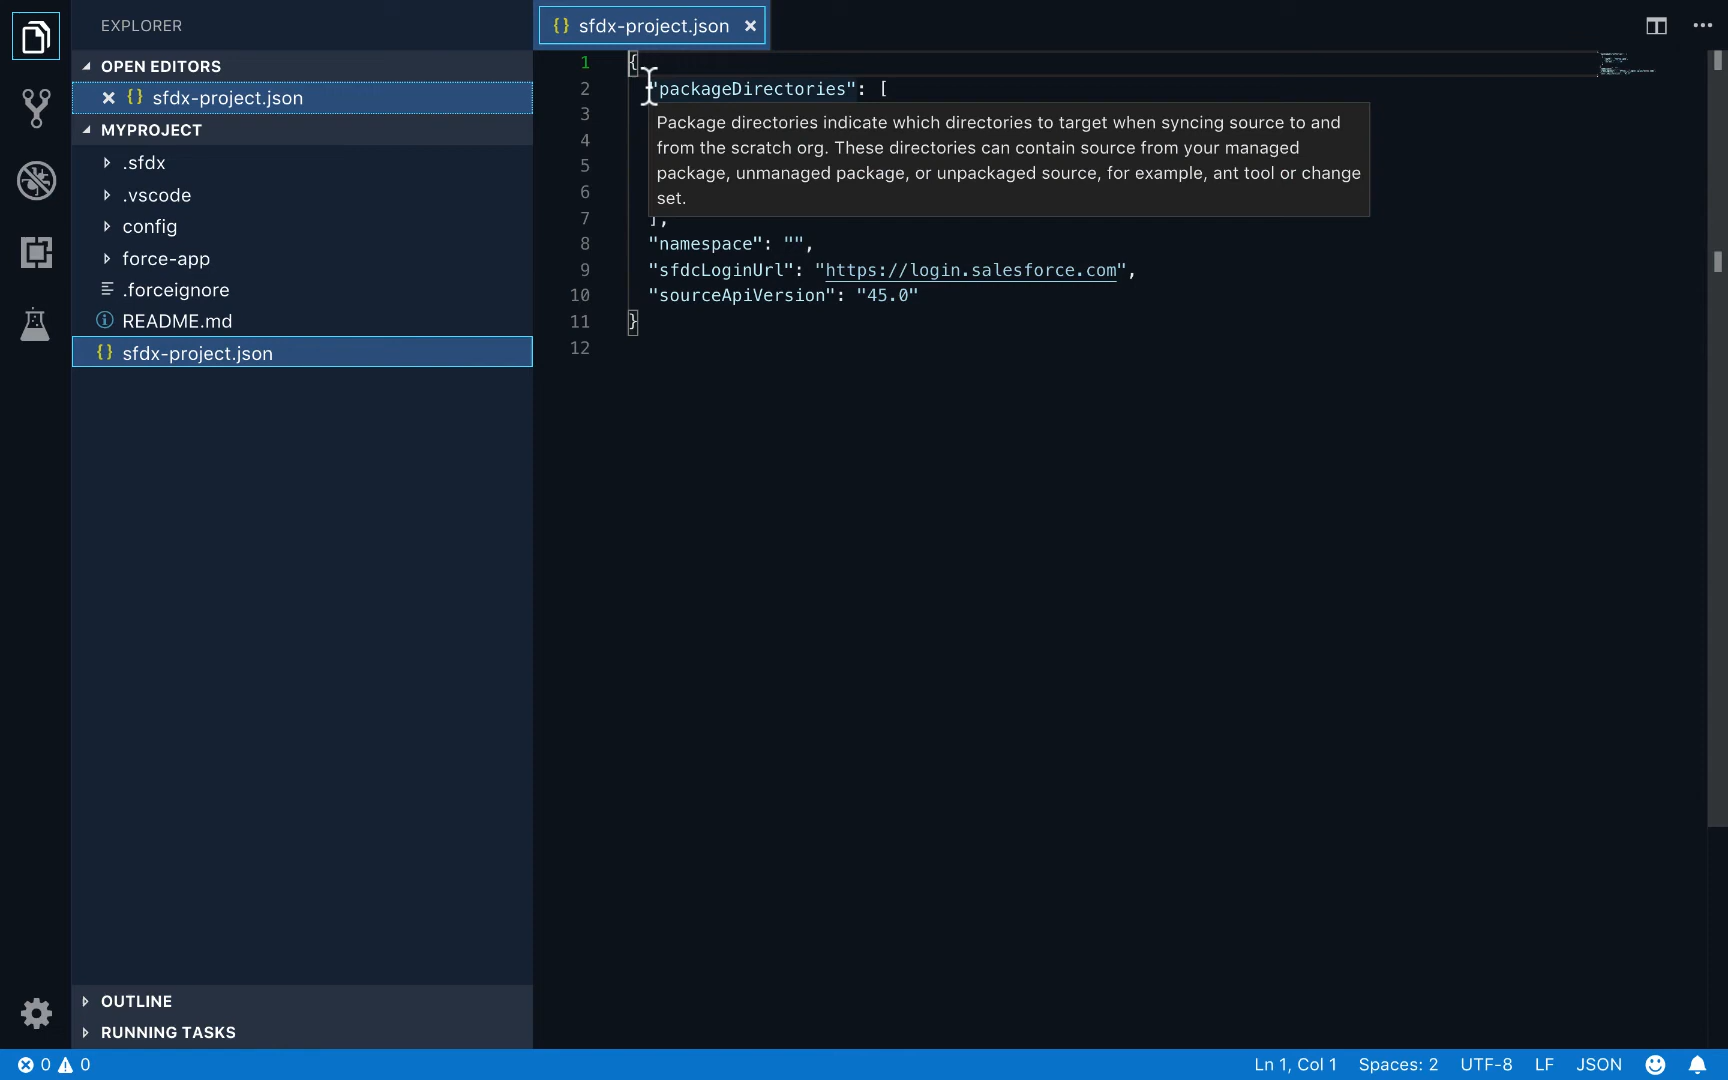 EXPLORER
OPEN EDITORS
{} sfdx-project.json
MYPROJECT
.sfdx
.vscode
config
force-app
.forceignore
README.md
{} sfdx-project.json
OUTLINE
RUNNING TASKS
{} sfdx-project.json
1 {
2 "packageDirectories": [
Package directories indicate which directories to target when syncing source to and
from the scratch org. These directories can contain source from your managed
package, unmanaged package, or unpackaged source, for example, ant tool or change
set.
3
4
5
6
7 ],
8 "namespace": "",
9 "sfdcLoginUrl": "https://login.salesforce.com",
10 "sourceApiVersion": "45.0"
11 }
12
0 0 Ln 1, Col 1 Spaces: 2 UTF-8 LF JSON